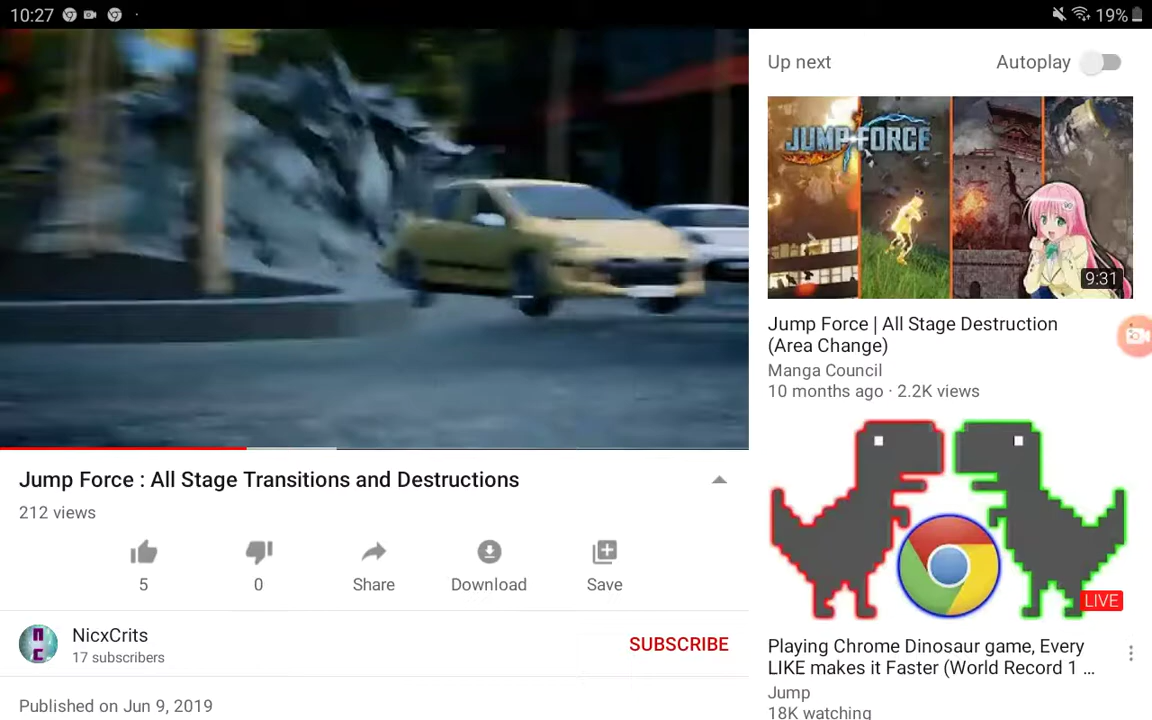 10:27
19%
Up next
Autoplay
JUMP FORCE
9:31
Jump Force | All Stage Destruction
(Area Change)
Manga Council
10 months ago · 2.2K views
Jump Force : All Stage Transitions and Destructions
212 views
5
0
Share
Download
Save
LIVE
n
c
NicxCrits
17 subscribers
SUBSCRIBE
Playing Chrome Dinosaur game, Every
LIKE makes it Faster (World Record 1 ...
Jump
18K watching
Published on Jun 9, 2019